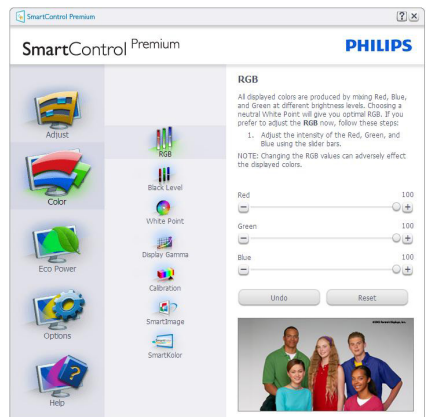 SmartControl Premium
? ×
SmartControl Premium
PHILIPS
Adjust
Color
Eco Power
Options
Help
RGB
Black Level
White Point
Display Gamma
Calibration
SmartImage
SmartKolor
RGB
All displayed colors are produced by mixing Red, Blue,
and Green at different brightness levels. Choosing a
neutral White Point will give you optimal RGB. If you
prefer to adjust the RGB now, follow these steps:
1. Adjust the intensity of the Red, Green, and
Blue using the slider bars.
NOTE: Changing the RGB values can adversely effect
the displayed colors.
Red 100
Green 100
Blue 100
Undo Reset